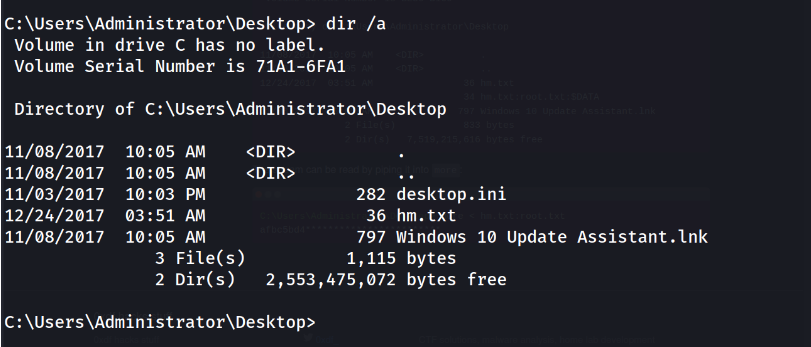 C:\Users\Administrator\Desktop> dir /a
 Volume in drive C has no label.
 Volume Serial Number is 71A1-6FA1

 Directory of C:\Users\Administrator\Desktop

11/08/2017  10:05 AM    <DIR>          .
11/08/2017  10:05 AM    <DIR>          ..
11/03/2017  10:03 PM               282 desktop.ini
12/24/2017  03:51 AM                36 hm.txt
11/08/2017  10:05 AM               797 Windows 10 Update Assistant.lnk
               3 File(s)          1,115 bytes
               2 Dir(s)   2,553,475,072 bytes free

C:\Users\Administrator\Desktop>